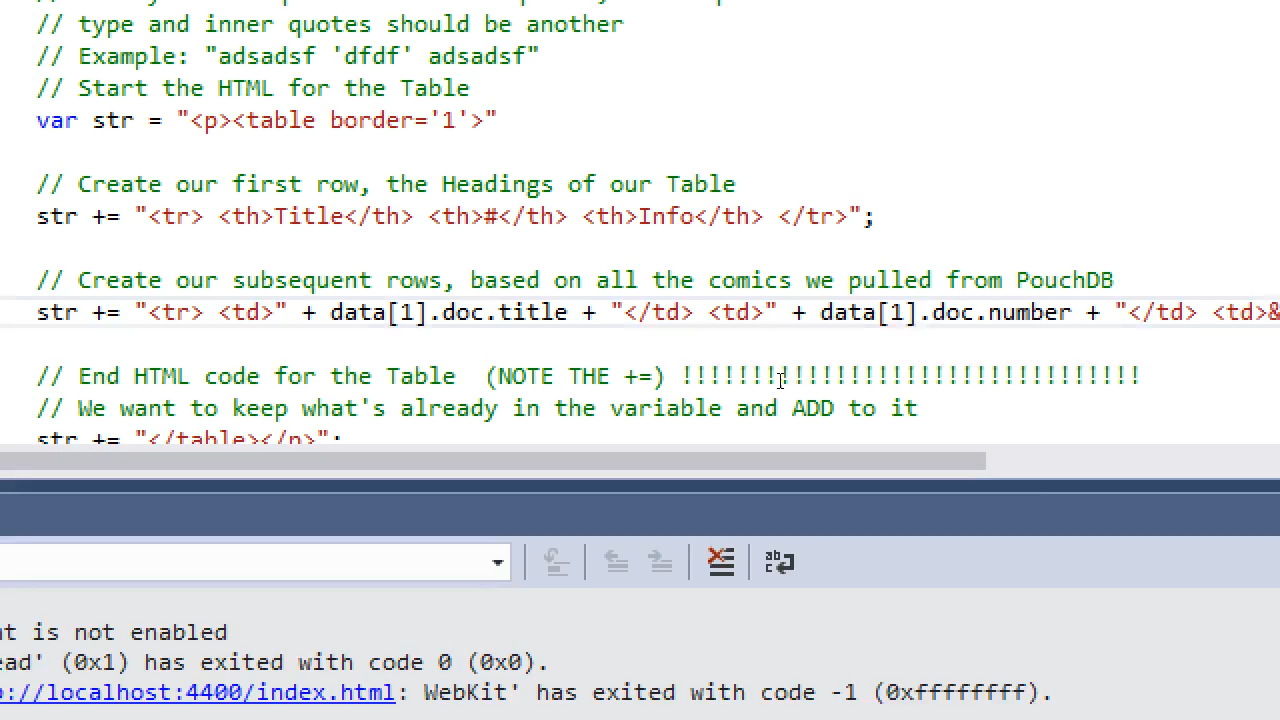 // type and inner quotes should be another
// Example: "adsadsf 'dfdf' adsadsf"
// Start the HTML for the Table
var str = "<p><table border='1'>"
// Create our first row, the Headings of our Table
str += "<tr> <th>Title</th> <th>#</th> <th>Info</th> </tr>";
// Create our subsequent rows, based on all the comics we pulled from PouchDB
str += "<tr> <td>" + data[1].doc.title + "</td> <td>" + data[1].doc.number + "</td> <td>&
// End HTML code for the Table  (NOTE THE +=) !!!!!!!!!!!!!!!!!!!!!!!!!!!!!!!!!
// We want to keep what's already in the variable and ADD to it
str += "</table></p>";
is not enabled
(0x1) has exited with code 0 (0x0).
://localhost:4400/index.html: WebKit' has exited with code -1 (0xffffffff).